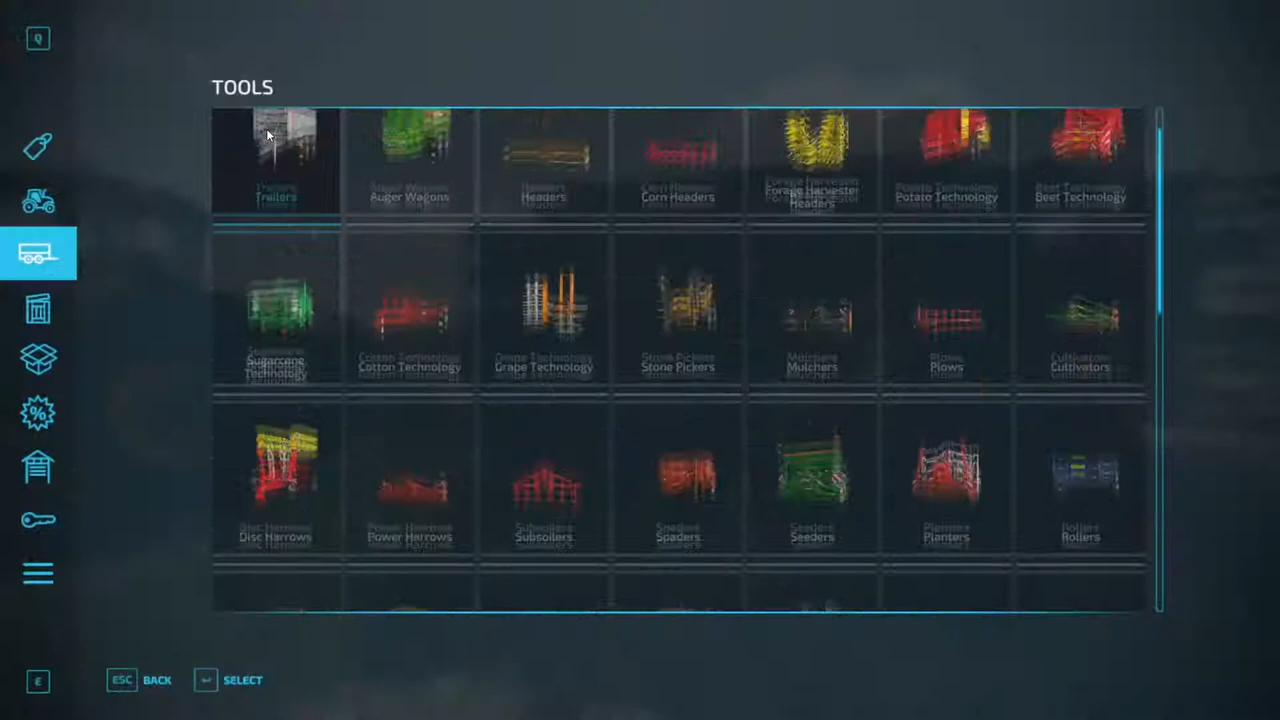 Q
TOOLS
Trailers
Auger Wagons
Headers
Corn Headers
Forage Harvester
Headers
Potato Technology
Beet Technology
Sugarcane
Technology
Cotton Technology
Grape Technology
Stone Pickers
Mulchers
Plows
Cultivators
Disc Harrows
Power Harrows
Subsoilers
Spaders
Seeders
Planters
Rollers
%
E
ESC BACK
SELECT